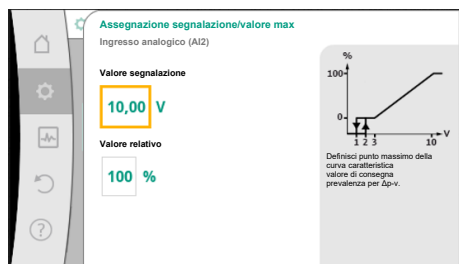 Assegnazione segnalazione/valore max
Ingresso analogico (AI2)
Valore segnalazione
10,00 V
Valore relativo
100 %
%
100
0
1 2 3 10 V
Definisci punto massimo della
curva caratteristica
valore di consegna
prevalenza per Δp-v.
?